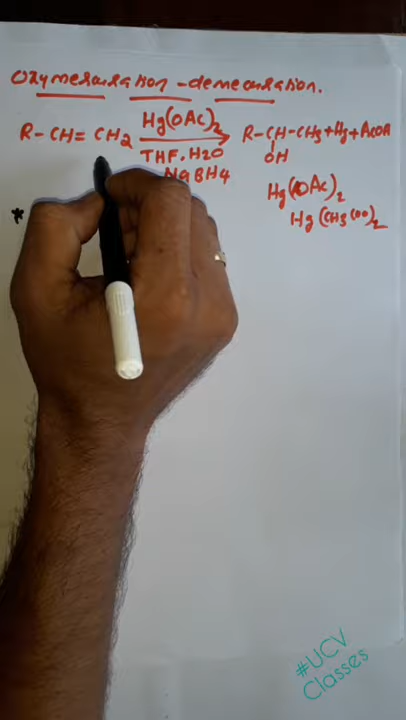 Oxymercuration-demercuration.
R-CH=CH2 Hg(OAc)2 R-CH-CH3+Hg+AcOH
THF.H2O OH
NaBH4 Hg(OAc)2
* Hg(CH3COO)2
#UCV
Classes